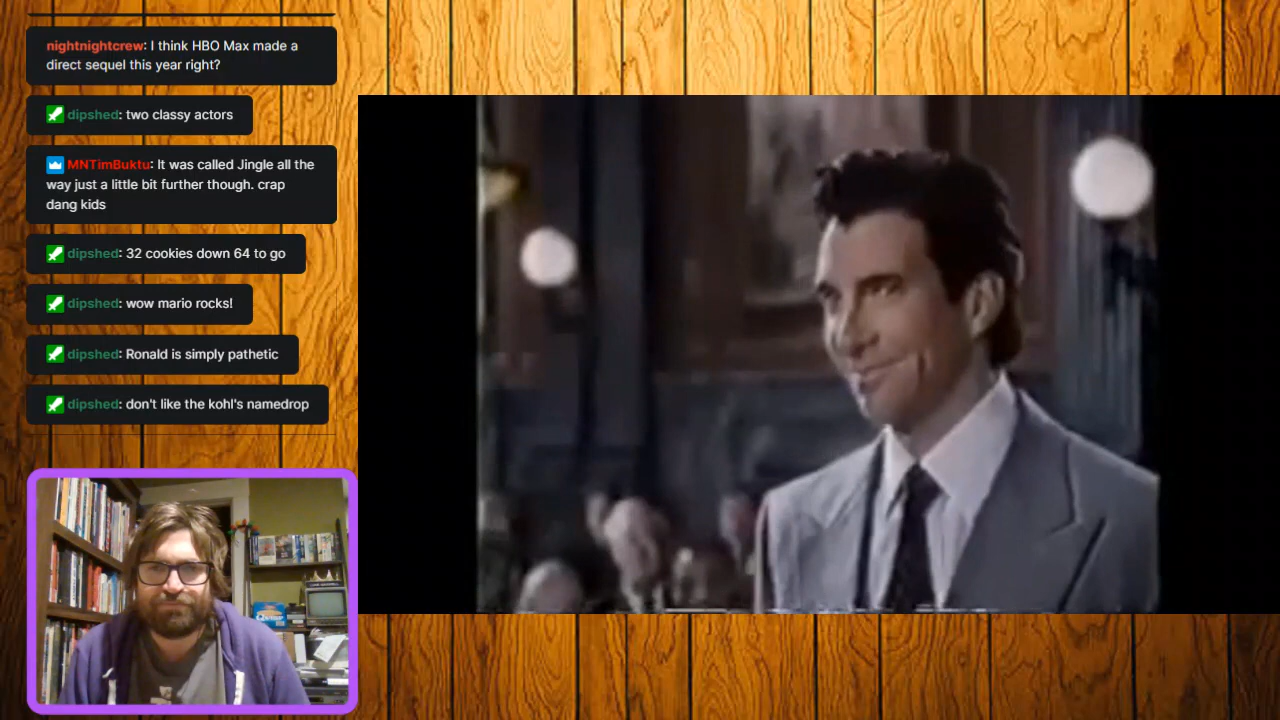 nightnightcrew: I think HBO Max made a
direct sequel this year right?
dipshed: two classy actors
MNTimBuktu: It was called Jingle all the
way just a little bit further though. crap
dang kids
dipshed: 32 cookies down 64 to go
dipshed: wow mario rocks!
dipshed: Ronald is simply pathetic
dipshed: don't like the kohl's namedrop